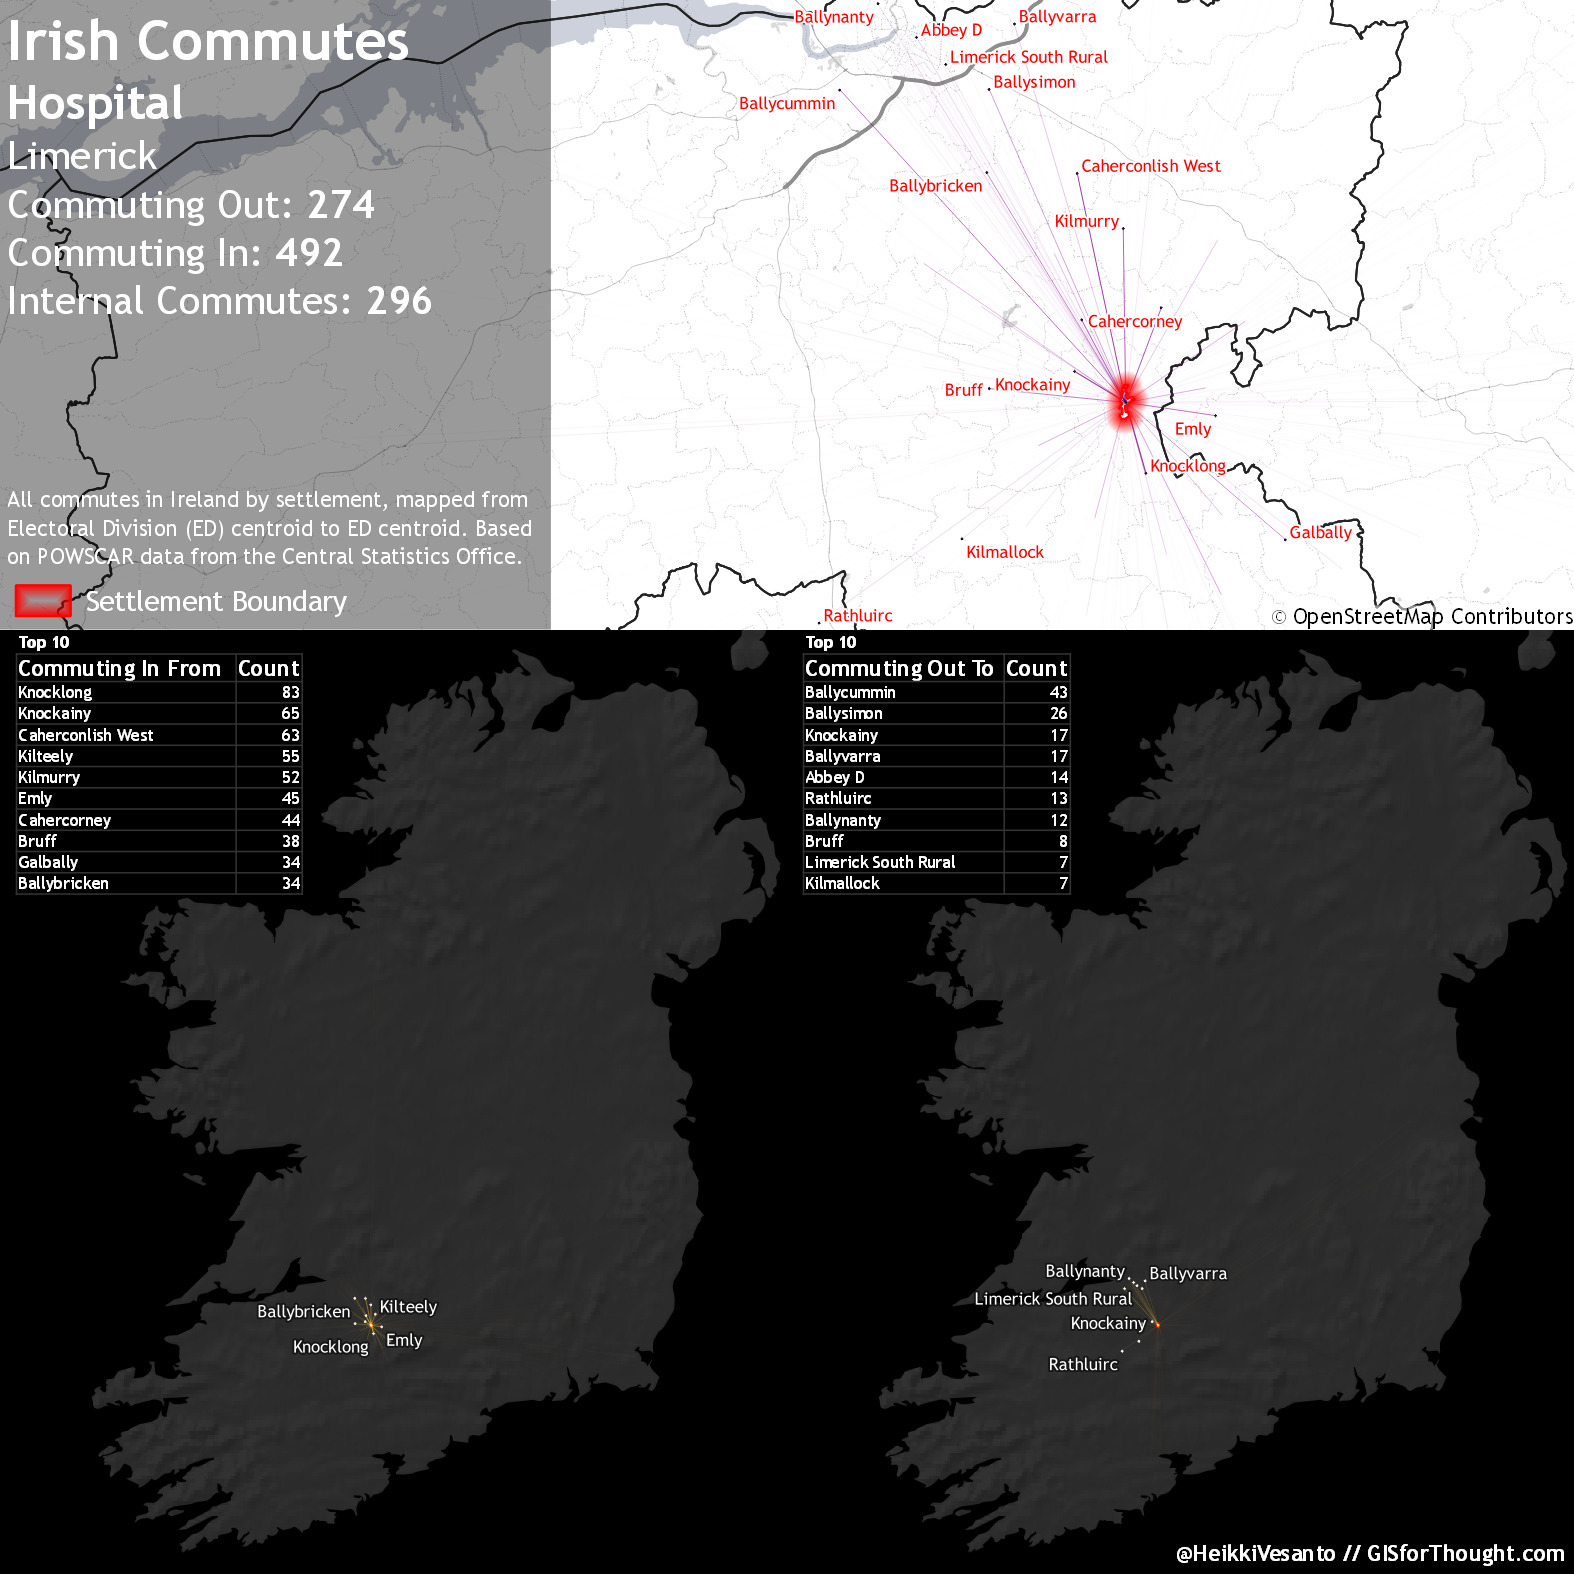 Irish Commutes
Hospital
Limerick
Commuting Out: 274
Commuting In: 492
Internal Commutes: 296
All commutes in Ireland by settlement, mapped from
Electoral Division (ED) centroid to ED centroid. Based
on POWSCAR data from the Central Statistics Office.
Settlement Boundary
Ballynanty
Abbey D
Ballyvarra
Limerick South Rural
Ballysimon
Ballycummin
Caherconlish West
Ballybricken
Kilmurry
Cahercorney
Bruff
Knockainy
Emly
Knocklong
Galbally
Kilmallock
Rathluirc
© OpenStreetMap Contributors
Top 10
Commuting In From Count
Knocklong 83
Knockainy 65
Caherconlish West 63
Kilteely 55
Kilmurry 52
Emly 45
Cahercorney 44
Bruff 38
Galbally 34
Ballybricken 34
Ballybricken
Kilteely
Knocklong
Emly
Top 10
Commuting Out To Count
Ballycummin 43
Ballysimon 26
Knockainy 17
Ballyvarra 17
Abbey D 14
Rathluirc 13
Ballynanty 12
Bruff 8
Limerick South Rural 7
Kilmallock 7
Ballynanty
Ballyvarra
Limerick South Rural
Knockainy
Rathluirc
@HeikkiVesanto // GISforThought.com